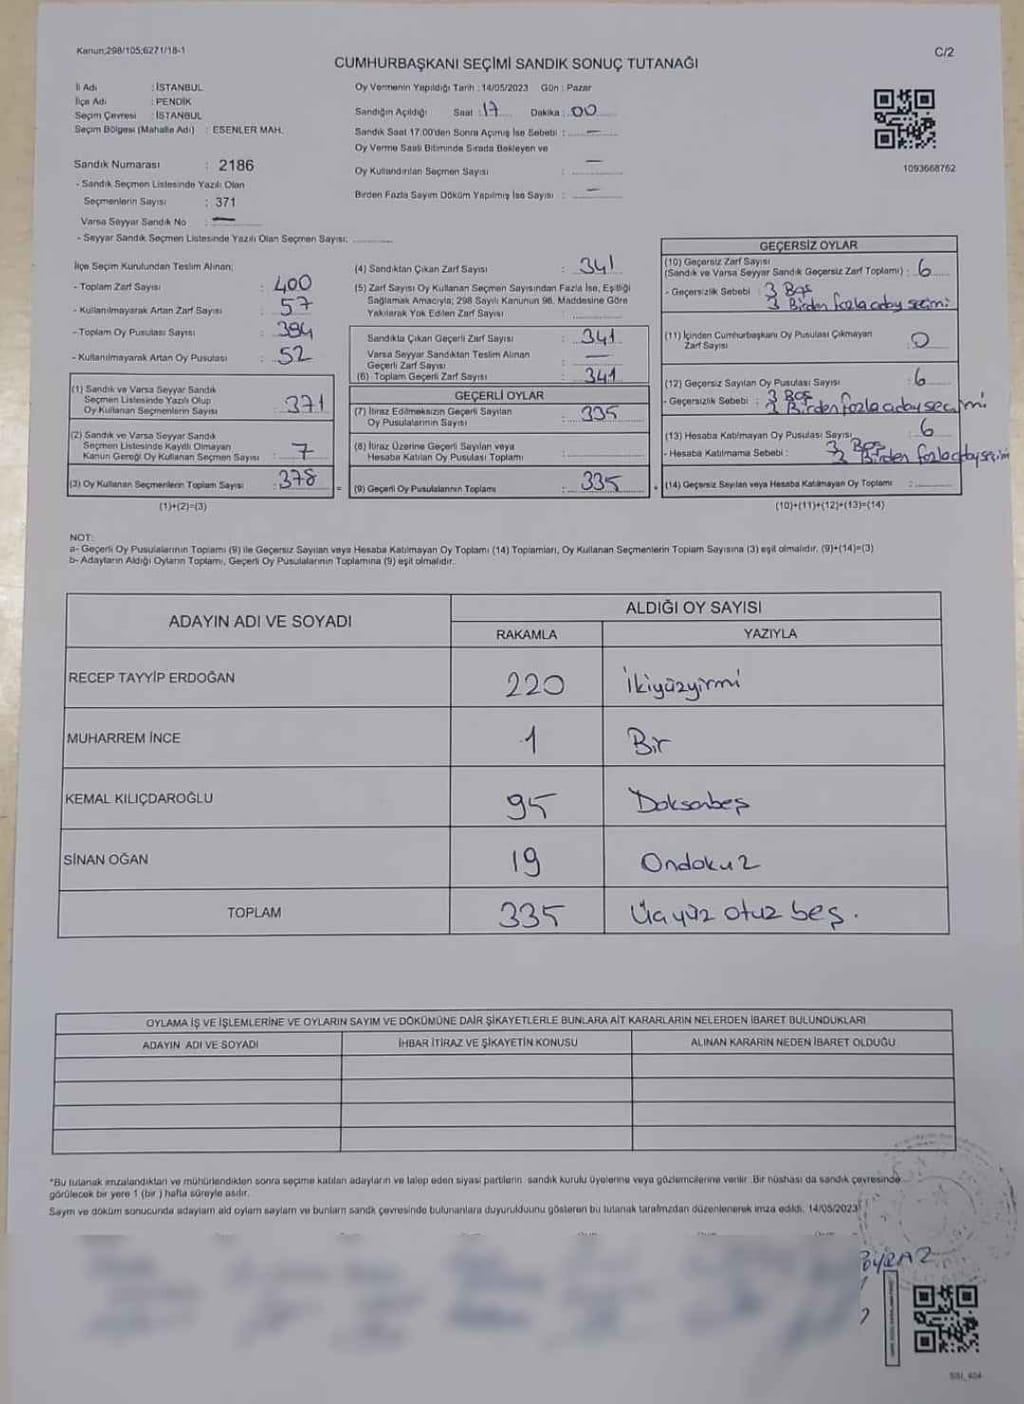 Kanun;298/105;6271/18-1
C/2
CUMHURBAŞKANI SEÇİMİ SANDIK SONUÇ TUTANAĞI
İl Adı : İSTANBUL
İlçe Adı : PENDİK
Seçim Çevresi : İSTANBUL
Seçim Bölgesi (Mahalle Adı) : ESENLER MAH.
Oy Vermenin Yapıldığı Tarih : 14/05/2023 Gün : Pazar
Sandığın Açıldığı Saat : 17 Dakika : 00
Sandık Saat 17.00'den Sonra Açımış İse Sebebi : —
Oy Verme Saati Bitiminde Sırada Bekleyen ve
Oy Kullandırılan Seçmen Sayısı : —
Birden Fazla Sayım Döküm Yapılmış İse Sayısı : —
1093668762
Sandık Numarası : 2186
- Sandık Seçmen Listesinde Yazılı Olan
Seçmenlerin Sayısı : 371
Varsa Seyyar Sandık No : —
- Seyyar Sandık Seçmen Listesinde Yazılı Olan Seçmen Sayısı:
İlçe Seçim Kurulundan Teslim Alınan;
- Toplam Zarf Sayısı : 400
- Kullanılmayarak Artan Zarf Sayısı : 57
- Toplam Oy Pusulası Sayısı : 394
- Kullanılmayarak Artan Oy Pusulası : 52
(1) Sandık ve Varsa Seyyar Sandık
Seçmen Listesinde Yazılı Olup
Oy Kullanan Seçmenlerin Sayısı : 371
(2) Sandık ve Varsa Seyyar Sandık
Seçmen Listesinde Kayıtlı Olmayan
Kanun Gereği Oy Kullanan Seçmen Sayısı : 7
(3) Oy Kullanan Seçmenlerin Toplam Sayısı : 378
(1)+(2)=(3)
(4) Sandıktan Çıkan Zarf Sayısı : 341
(5) Zarf Sayısı Oy Kullanan Seçmen Sayısından Fazla İse, Eşitliği
Sağlamak Amacıyla; 298 Sayılı Kanunun 98. Maddesine Göre
Yakılarak Yok Edilen Zarf Sayısı :
Sandıkta Çıkan Geçerli Zarf Sayısı : 341
Varsa Seyyar Sandıktan Teslim Alınan
Geçerli Zarf Sayısı : —
(6) Toplam Geçerli Zarf Sayısı : 341
GEÇERLİ OYLAR
(7) İtiraz Edilmeksizin Geçerli Sayılan
Oy Pusulalarının Sayısı : 335
(8) İtiraz Üzerine Geçerli Sayılan veya
Hesaba Katılan Oy Pusulası Toplamı :
= (9) Geçerli Oy Pusulalarının Toplamı : 335
GEÇERSİZ OYLAR
(10) Geçersiz Zarf Sayısı
(Sandık ve Varsa Seyyar Sandık Geçersiz Zarf Toplamı) : 6
- Geçersizlik Sebebi : 3 Boş
3 Birden fazla aday seçimi
(11) İçinden Cumhurbaşkanı Oy Pusulası Çıkmayan
Zarf Sayısı : 0
(12) Geçersiz Sayılan Oy Pusulası Sayısı : 6
- Geçersizlik Sebebi : 3 Boş
3 Birden fazla aday seçimi
(13) Hesaba Katılmayan Oy Pusulası Sayısı : 6
- Hesaba Katılmama Sebebi : 3 Boş
3 Birden fazla aday seçimi
(14) Geçersiz Sayılan veya Hesaba Katılmayan Oy Toplamı :
(10)+(11)+(12)+(13)=(14)
NOT:
a- Geçerli Oy Pusulalarının Toplamı (9) ile Geçersiz Sayılan veya Hesaba Katılmayan Oy Toplamı (14) Toplamları, Oy Kullanan Seçmenlerin Toplam Sayısına (3) eşit olmalıdır. (9)+(14)=(3)
b- Adayların Aldığı Oyların Toplamı, Geçerli Oy Pusulalarının Toplamına (9) eşit olmalıdır.
ADAYIN ADI VE SOYADI
ALDIĞI OY SAYISI
RAKAMLA YAZIYLA
RECEP TAYYİP ERDOĞAN 220 İkiyüzyirmi
MUHARREM İNCE 1 Bir
KEMAL KILIÇDAROĞLU 95 Doksanbeş
SİNAN OĞAN 19 Ondokuz
TOPLAM 335 Üçyüz otuz beş.
OYLAMA İŞ VE İŞLEMLERİNE VE OYLARIN SAYIM VE DÖKÜMÜNE DAİR ŞİKAYETLERLE BUNLARA AİT KARARLARIN NELERDEN İBARET BULUNDUKLARI
ADAYIN ADI VE SOYADI İHBAR İTİRAZ VE ŞİKAYETİN KONUSU ALINAN KARARIN NEDEN İBARET OLDUĞU
*Bu tutanak imzalandıktan ve mühürlendikten sonra seçime katılan adayların ve talep eden siyasi partilerin sandık kurulu üyelerine veya gözlemcilerine verilir. Bir nüshası da sandık çevresinde
görülecek bir yere 1 (bir ) hafta süreyle asılır.
Sayım ve döküm sonucunda adayların ald oyların sayların ve bunların sandk çevresinde bulunanlara duyurulduunu gösteren bu tutanak tarafmzdan düzenlenerek imza edildi. 14/05/2023
SSI_404